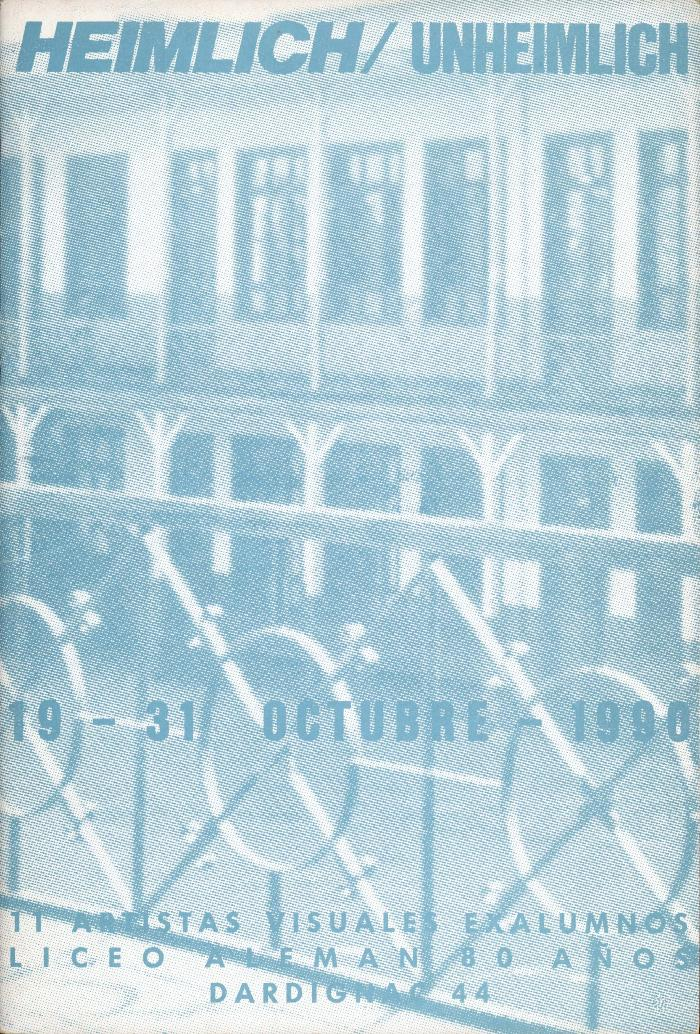 HEIMLICH/UNHEIMLICH
19 - 31 OCTUBRE - 1990
11 ARTISTAS VISUALES EXALUMNOS
LICEO ALEMAN 80 AÑOS
DARDIGNAC 44